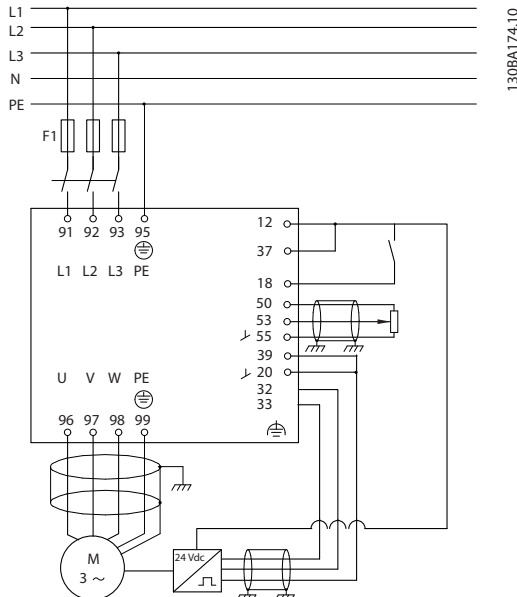 L1
L2
L3
N
PE
130BA174.10
F1
91 92 93 95
L1 L2 L3 PE
12
37
18
50
53
55
39
20
32
33
U V W PE
96 97 98 99
M
3 ~
24 Vdc